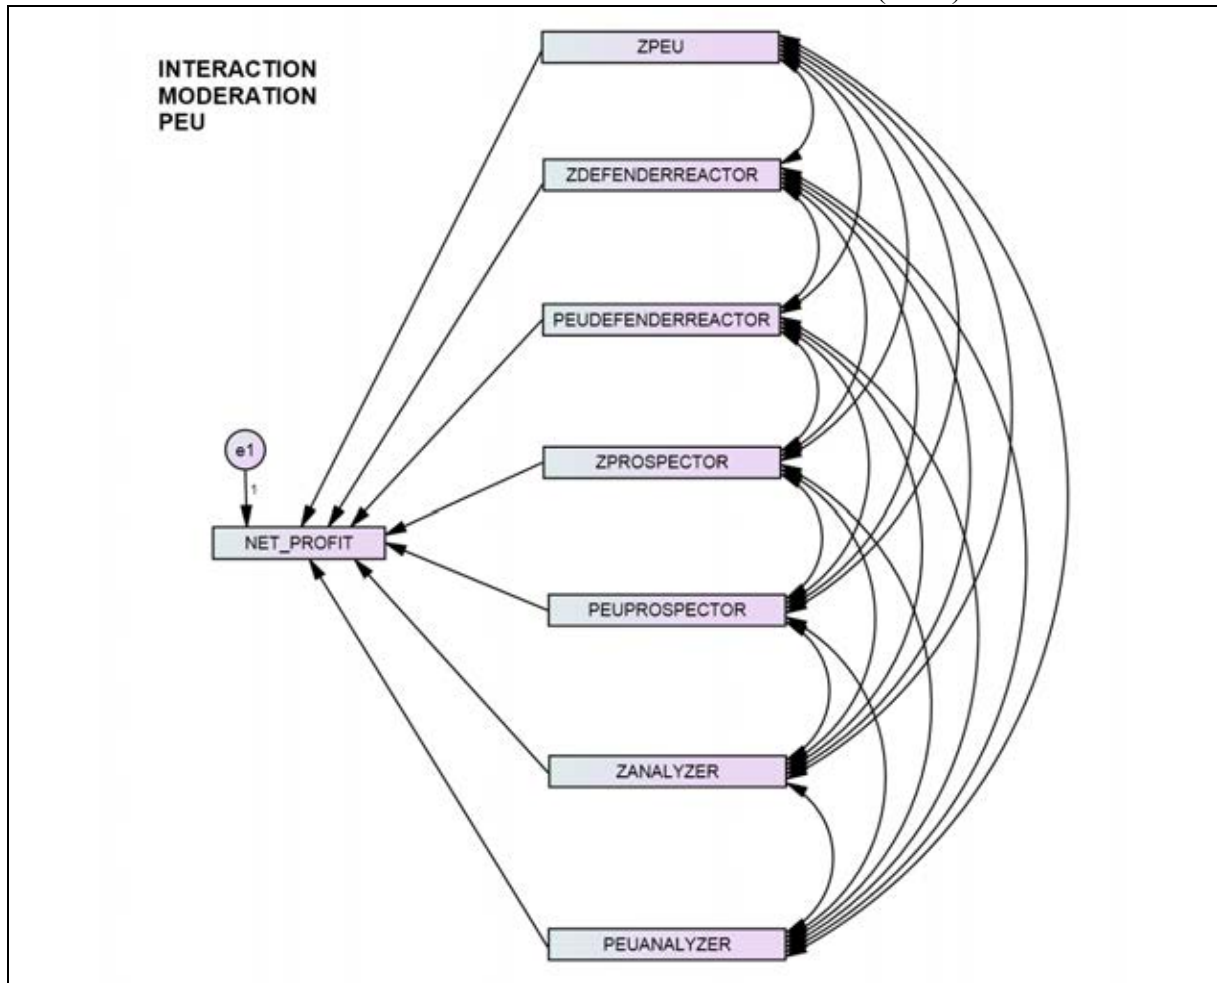 INTERACTION
MODERATION
PEU
ZPEU
ZDEFENDERREACTOR
PEUDEFENDERREACTOR
ZPROSPECTOR
e1
1
NET_PROFIT
PEUPROSPECTOR
ZANALYZER
PEUANALYZER